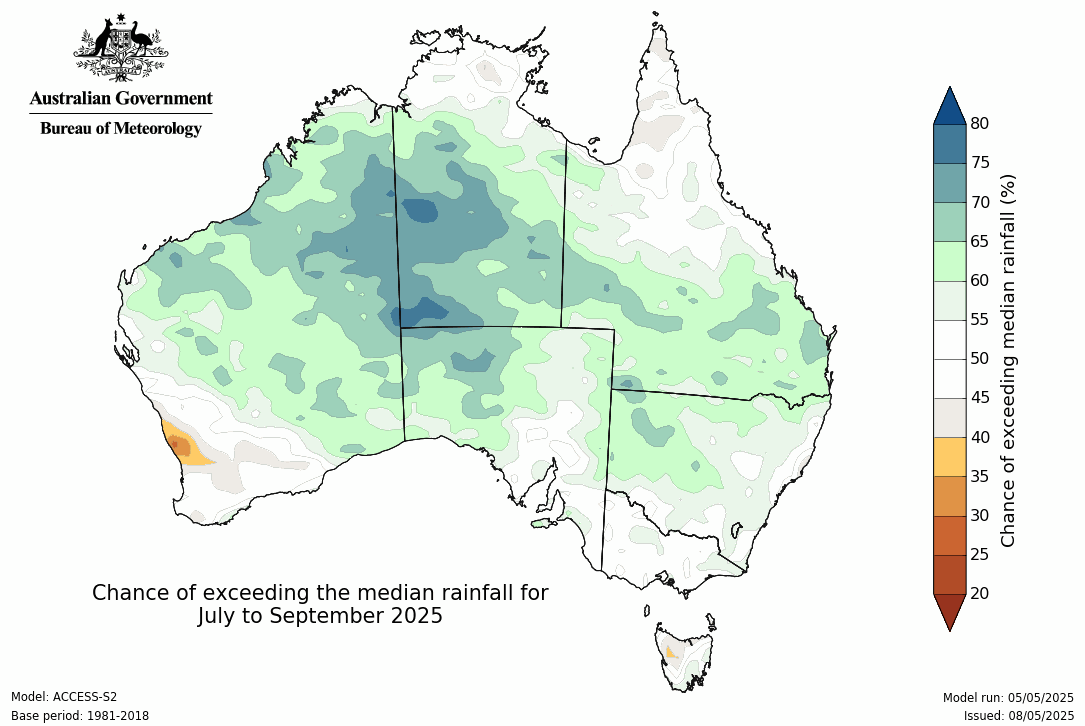 AUSTRALIA
Australian Government
Bureau of Meteorology
80
75
70
65
60
55
50
45
40
35
30
25
20
Chance of exceeding median rainfall (%)
Chance of exceeding the median rainfall for
July to September 2025
Model: ACCESS-S2
Base period: 1981-2018
Model run: 05/05/2025
Issued: 08/05/2025